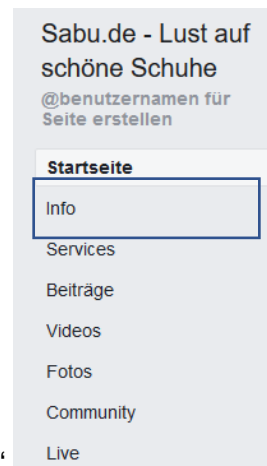 Sabu.de - Lust auf
schöne Schuhe
@benutzernamen für
Seite erstellen
Startseite
Info
Services
Beiträge
Videos
Fotos
Community
“ Live